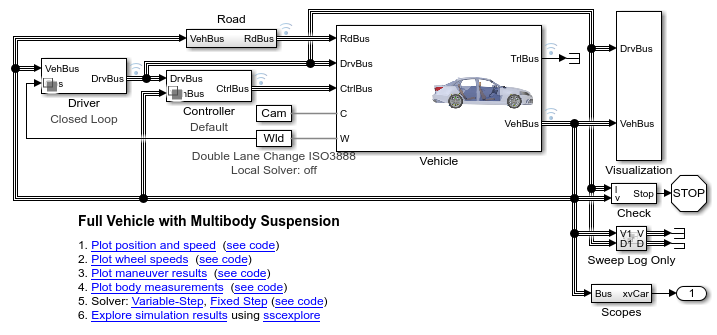 Road
VehBus RdBus
RdBus
DrvBus
CtrlBus
C
W
TrlBus
VehBus
Vehicle
VehBus
s
DrvBus
Driver
Closed Loop
DrvBus
nBus
CtrlBus
Controller
Default
Cam
Wld
Double Lane Change ISO3888
Local Solver: off
DrvBus
VehBus
Visualization
I
v
Stop
Check
STOP
V1 V
D1 D
Sweep Log Only
Bus xvCar
Scopes
1
Full Vehicle with Multibody Suspension
1. Plot position and speed (see code)
2. Plot wheel speeds (see code)
3. Plot maneuver results (see code)
4. Plot body measurements (see code)
5. Solver: Variable-Step, Fixed Step (see code)
6. Explore simulation results using sscexplore